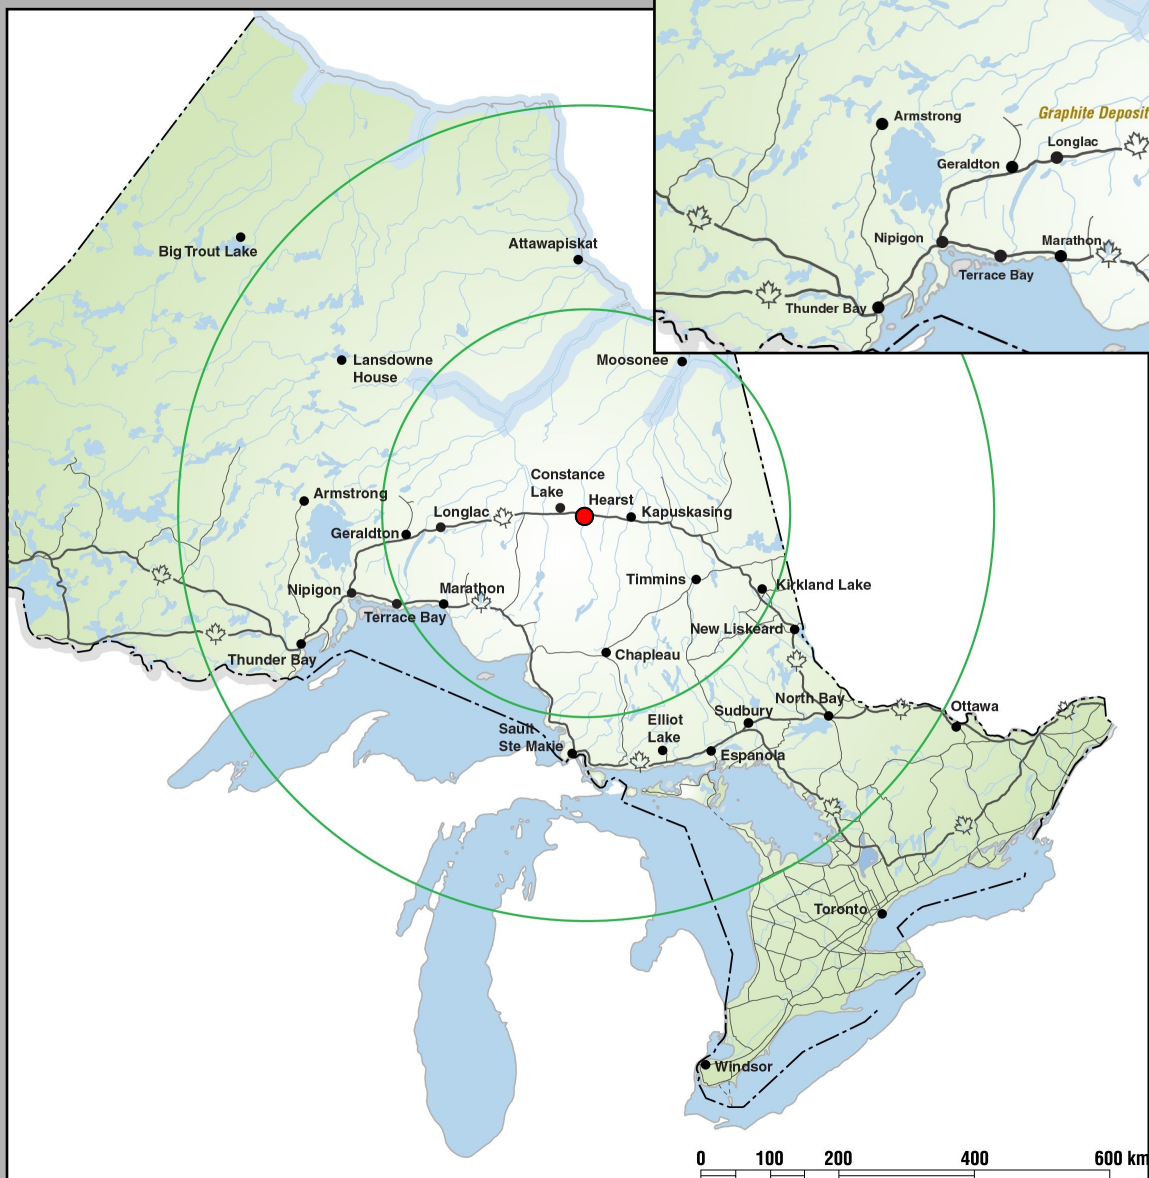 Armstrong
Graphite Deposit
Longlac
Geraldton
Nipigon
Marathon
Terrace Bay
Thunder Bay
Big Trout Lake
Attawapiskat
Lansdowne
House
Moosonee
Constance
Lake
Hearst
Armstrong
Longlac
Kapuskasing
Geraldton
Timmins
Kirkland Lake
Nipigon
Marathon
Terrace Bay
New Liskeard
Thunder Bay
Chapleau
North Bay
Ottawa
Sudbury
Elliot
Lake
Sault
Ste Marie
Espanola
Toronto
Windsor
0 100 200 400 600 km